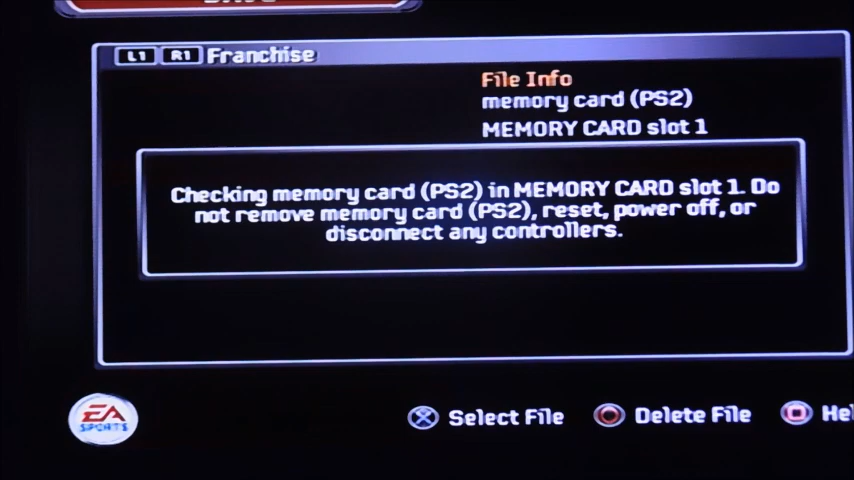 L1 R1 Franchise
File Info
memory card (PS2)
MEMORY CARD slot 1
Checking memory card (PS2) in MEMORY CARD slot 1. Do
not remove memory card (PS2), reset, power off, or
disconnect any controllers.
EA
SPORTS
Select File Delete File